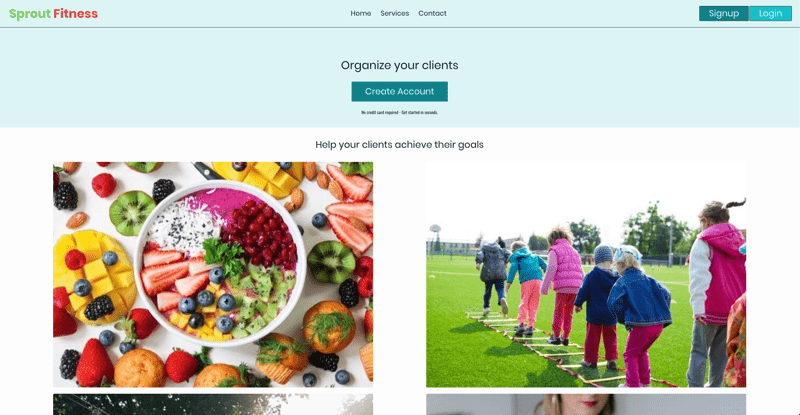 Sprout Fitness
Home Services Contact
Signup Login
Organize your clients
Create Account
No credit card required - Get started in seconds.
Help your clients achieve their goals